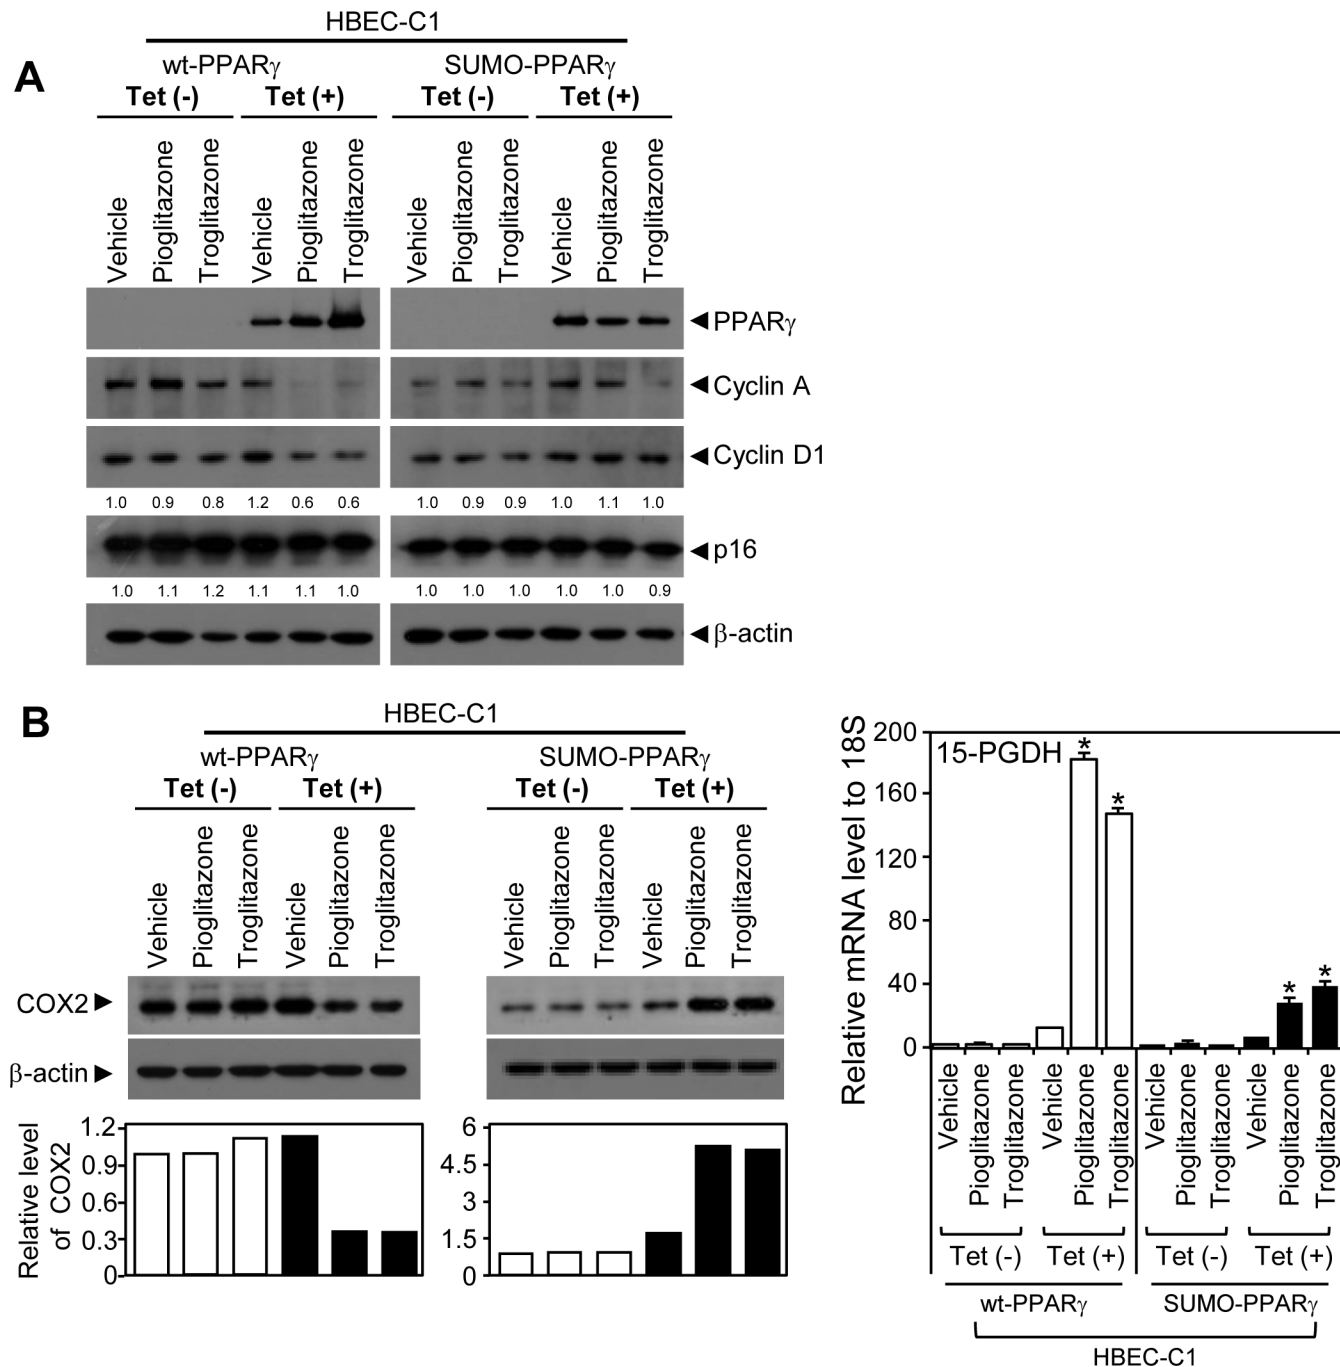 HBEC-C1
A
wt-PPARγ SUMO-PPARγ
Tet (-) Tet (+) Tet (-) Tet (+)
Vehicle Pioglitazone Troglitazone Vehicle Pioglitazone Troglitazone Vehicle Pioglitazone Troglitazone Vehicle Pioglitazone Troglitazone
PPARγ
Cyclin A
Cyclin D1
1.0 0.9 0.8 1.2 0.6 0.6 1.0 0.9 0.9 1.0 1.1 1.0
p16
1.0 1.1 1.2 1.1 1.1 1.0 1.0 1.0 1.0 1.0 1.0 0.9
β-actin
B
HBEC-C1
wt-PPARγ SUMO-PPARγ
Tet (-) Tet (+) Tet (-) Tet (+)
Vehicle Pioglitazone Troglitazone Vehicle Pioglitazone Troglitazone Vehicle Pioglitazone Troglitazone Vehicle Pioglitazone Troglitazone
COX2
β-actin
Relative level
of COX2
1.2
0.9
0.6
0.3
0
6
4.5
3
1.5
0
Relative mRNA level to 18S
200
160
120
80
40
0
15-PGDH
* * * *
Vehicle Pioglitazone Troglitazone Vehicle Pioglitazone Troglitazone Vehicle Pioglitazone Troglitazone Vehicle Pioglitazone Troglitazone
Tet (-) Tet (+) Tet (-) Tet (+)
wt-PPARγ SUMO-PPARγ
HBEC-C1